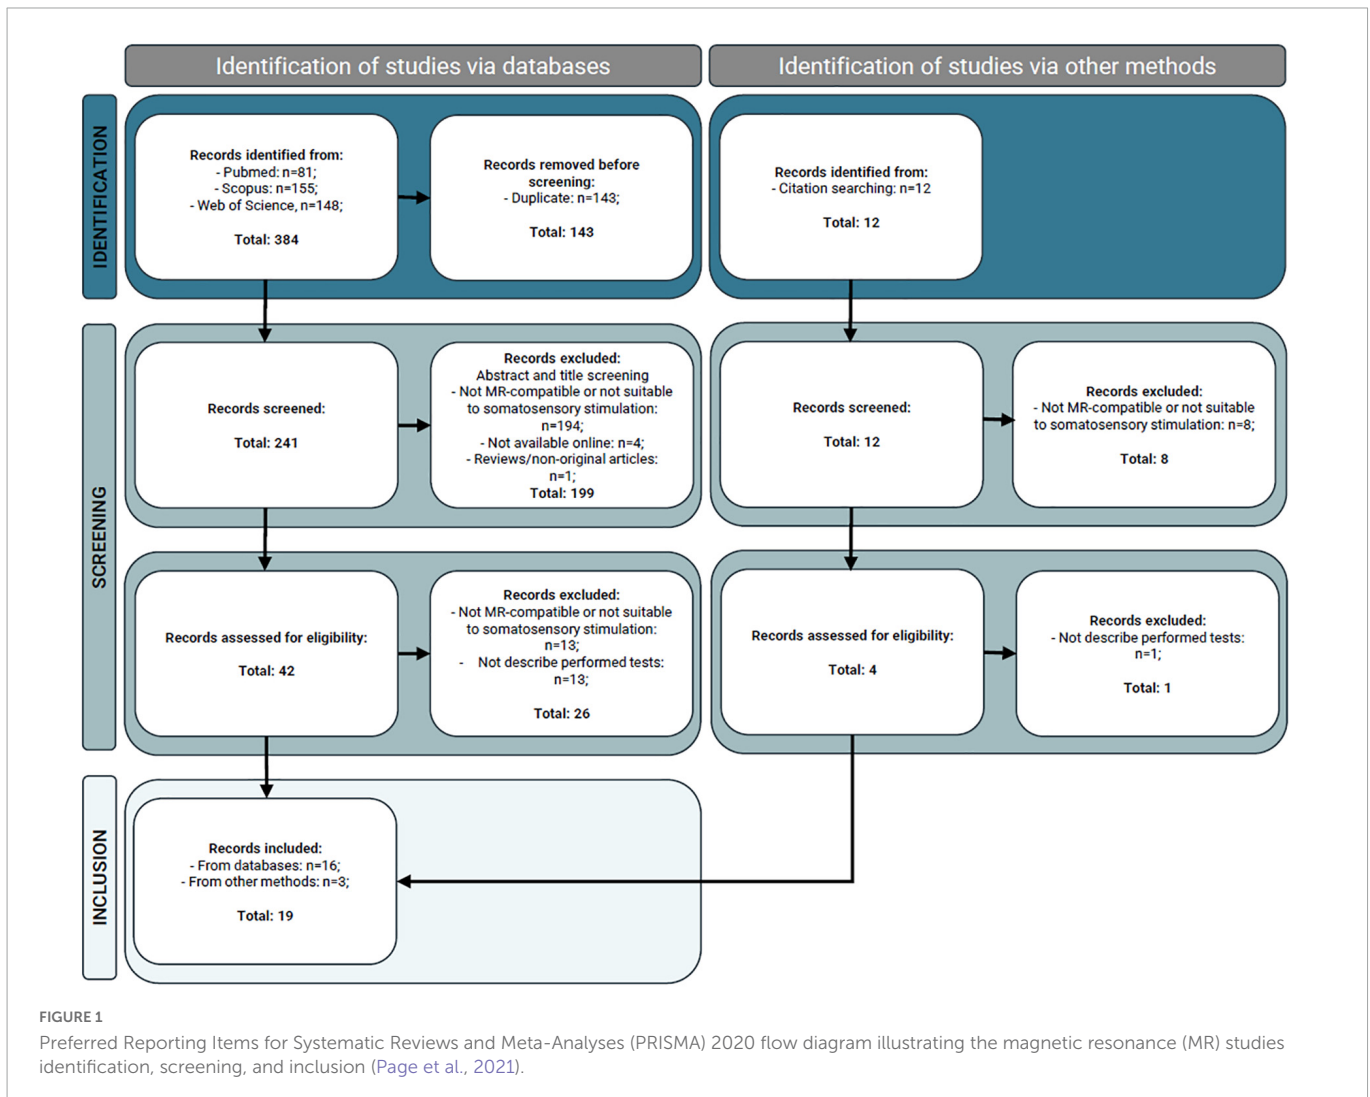 Identification of studies via databases
Identification of studies via other methods
IDENTIFICATION
Records identified from:
- Pubmed: n=81;
- Scopus: n=155;
- Web of Science, n=148;
Total: 384
Records removed before
screening:
- Duplicate: n=143;
Total: 143
Records identified from:
- Citation searching: n=12
Total: 12
SCREENING
Records screened:
Total: 241
Records excluded:
Abstract and title screening
- Not MR-compatible or not suitable
to somatosensory stimulation:
n=194;
- Not available online: n=4;
- Reviews/non-original articles:
n=1;
Total: 199
Records screened:
Total: 12
Records excluded:
- Not MR-compatible or not suitable
to somatosensory stimulation: n=8;
Total: 8
Records assessed for eligibility:
Total: 42
Records excluded:
- Not MR-compatible or not suitable
to somatosensory stimulation:
n=13;
- Not describe performed tests:
n=13;
Total: 26
Records assessed for eligibility:
Total: 4
Records excluded:
- Not describe performed tests:
n=1;
Total: 1
INCLUSION
Records included:
- From databases: n=16;
- From other methods: n=3;
Total: 19
FIGURE 1
Preferred Reporting Items for Systematic Reviews and Meta-Analyses (PRISMA) 2020 flow diagram illustrating the magnetic resonance (MR) studies
identification, screening, and inclusion (Page et al., 2021).